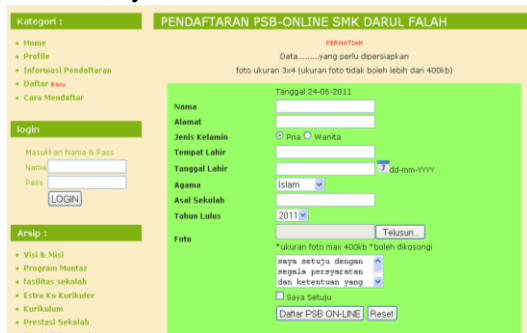 Kategori :
Home
Profile
Informasi Pendaftaran
Daftar Baru
Cara Mendaftar
login
Masukkan Nama & Pass
Nama
Pass
LOGIN
Arsip :
Visi & Misi
Program Muntaz
fasilitas sekolah
Estra Ko Kurikuler
Kurikulum
Prestasi Sekolah
PENDAFTARAN PSB-ONLINE SMK DARUL FALAH
PERHATIAN
Data.........yang perlu dipersiapkan
foto ukuran 3x4 (ukuran foto tidak boleh lebih dari 400kb)
Tanggal 24-06-2011
Nama
Alamat
Jenis Kelamin Pria Wanita
Tempat Lahir
Tanggal Lahir 7 dd-mm-YYYY
Agama Islam
Asal Sekolah
Tahun Lulus 2011
Foto Telusuri..
*ukuran foto max 400kb *boleh dikosongi
saya setuju dengan
segala persyaratan
dan ketentuan yang
Saya Setuju
Daftar PSB ON-LINE Reset